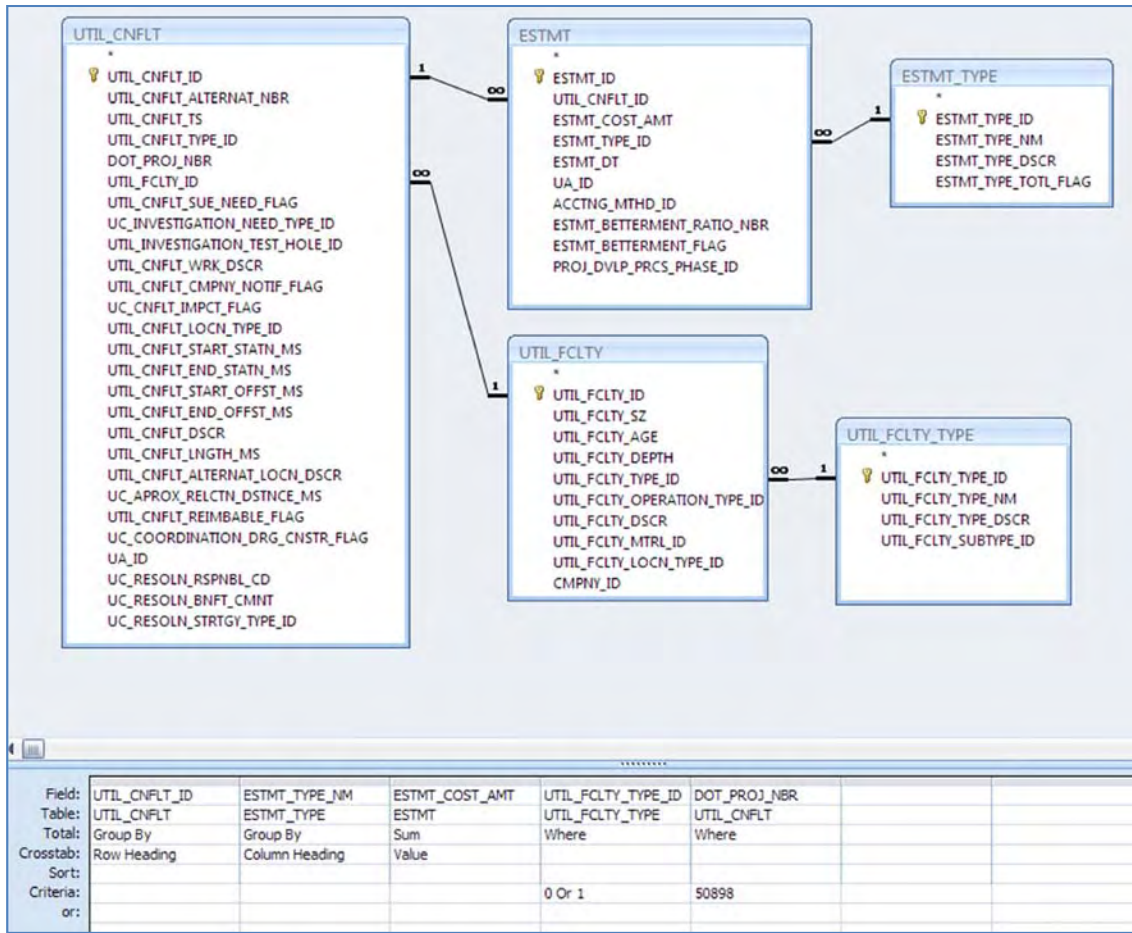 UTIL_CNFLT
*
UTIL_CNFLT_ID
UTIL_CNFLT_ALTERNAT_NBR
UTIL_CNFLT_TS
UTIL_CNFLT_TYPE_ID
DOT_PROJ_NBR
UTIL_FCLTY_ID
UTIL_CNFLT_SUE_NEED_FLAG
UC_INVESTIGATION_NEED_TYPE_ID
UTIL_INVESTIGATION_TEST_HOLE_ID
UTIL_CNFLT_WRK_DSCR
UTIL_CNFLT_CMPNY_NOTIF_FLAG
UC_CNFLT_IMPCT_FLAG
UTIL_CNFLT_LOCN_TYPE_ID
UTIL_CNFLT_START_STATN_MS
UTIL_CNFLT_END_STATN_MS
UTIL_CNFLT_START_OFFST_MS
UTIL_CNFLT_END_OFFST_MS
UTIL_CNFLT_DSCR
UTIL_CNFLT_LNGTH_MS
UTIL_CNFLT_ALTERNAT_LOCN_DSCR
UC_APROX_RELCTN_DSTNCE_MS
UTIL_CNFLT_REIMBABLE_FLAG
UC_COORDINATION_DRG_CNSTR_FLAG
UA_ID
UC_RESOLN_RSPNBL_CD
UC_RESOLN_BNFT_CMNT
UC_RESOLN_STRTGY_TYPE_ID
1
∞
∞
1
ESTMT
*
ESTMT_ID
UTIL_CNFLT_ID
ESTMT_COST_AMT
ESTMT_TYPE_ID
ESTMT_DT
UA_ID
ACCTNG_MTHD_ID
ESTMT_BETTERMENT_RATIO_NBR
ESTMT_BETTERMENT_FLAG
PROJ_DVLP_PRCS_PHASE_ID
∞
1
ESTMT_TYPE
*
ESTMT_TYPE_ID
ESTMT_TYPE_NM
ESTMT_TYPE_DSCR
ESTMT_TYPE_TOTL_FLAG
UTIL_FCLTY
*
UTIL_FCLTY_ID
UTIL_FCLTY_SZ
UTIL_FCLTY_AGE
UTIL_FCLTY_DEPTH
UTIL_FCLTY_TYPE_ID
UTIL_FCLTY_OPERATION_TYPE_ID
UTIL_FCLTY_DSCR
UTIL_FCLTY_MTRL_ID
UTIL_FCLTY_LOCN_TYPE_ID
CMPNY_ID
∞ 1
UTIL_FCLTY_TYPE
*
UTIL_FCLTY_TYPE_ID
UTIL_FCLTY_TYPE_NM
UTIL_FCLTY_TYPE_DSCR
UTIL_FCLTY_SUBTYPE_ID
Field: UTIL_CNFLT_ID ESTMT_TYPE_NM ESTMT_COST_AMT UTIL_FCLTY_TYPE_ID DOT_PROJ_NBR
Table: UTIL_CNFLT ESTMT_TYPE ESTMT UTIL_FCLTY_TYPE UTIL_CNFLT
Total: Group By Group By Sum Where Where
Crosstab: Row Heading Column Heading Value
Sort:
Criteria: 0 Or 1 50898
or: